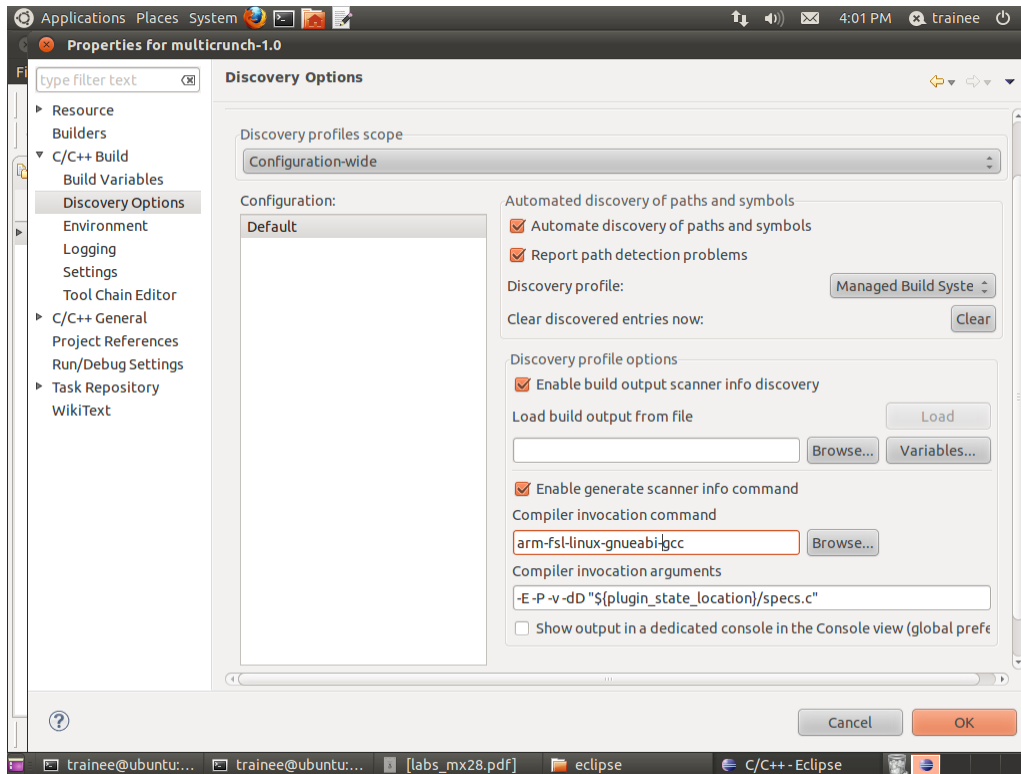 Applications Places System 4:01 PM trainee
Properties for multicrunch-1.0
Fi
type filter text
Resource
Builders
C/C++ Build
Build Variables
Discovery Options
Environment
Logging
Settings
Tool Chain Editor
C/C++ General
Project References
Run/Debug Settings
Task Repository
WikiText
Discovery Options
Discovery profiles scope
Configuration-wide
Configuration:
Default
Automated discovery of paths and symbols
Automate discovery of paths and symbols
Report path detection problems
Discovery profile: Managed Build Syste
Clear discovered entries now: Clear
Discovery profile options
Enable build output scanner info discovery
Load build output from file Load
Browse... Variables...
Enable generate scanner info command
Compiler invocation command
arm-fsl-linux-gnueabi-gcc Browse...
Compiler invocation arguments
-E -P -v -dD "${plugin_state_location}/specs.c"
Show output in a dedicated console in the Console view (global prefe
Cancel OK
trainee@ubuntu:... trainee@ubuntu:... [labs_mx28.pdf] eclipse C/C++ - Eclipse